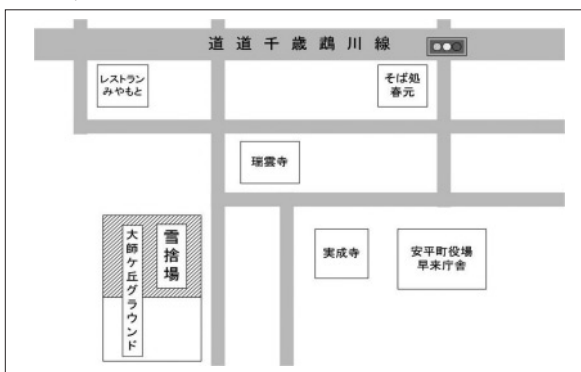 道道千歳鵡川線
レストラン
みやもと
そば処
春元
瑞雲寺
雪捨場
大師ケ丘グラウンド
実成寺
安平町役場
早来庁舎